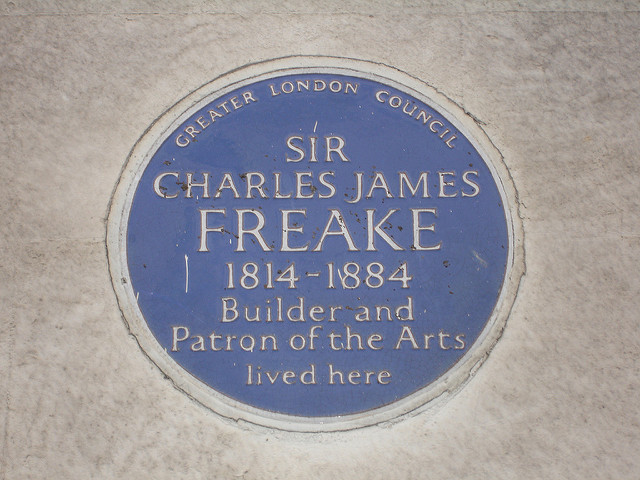 GREATER LONDON COUNCIL
SIR
CHARLES JAMES
FREAKE
1814-1884
Builder and
Patron of the Arts
lived here